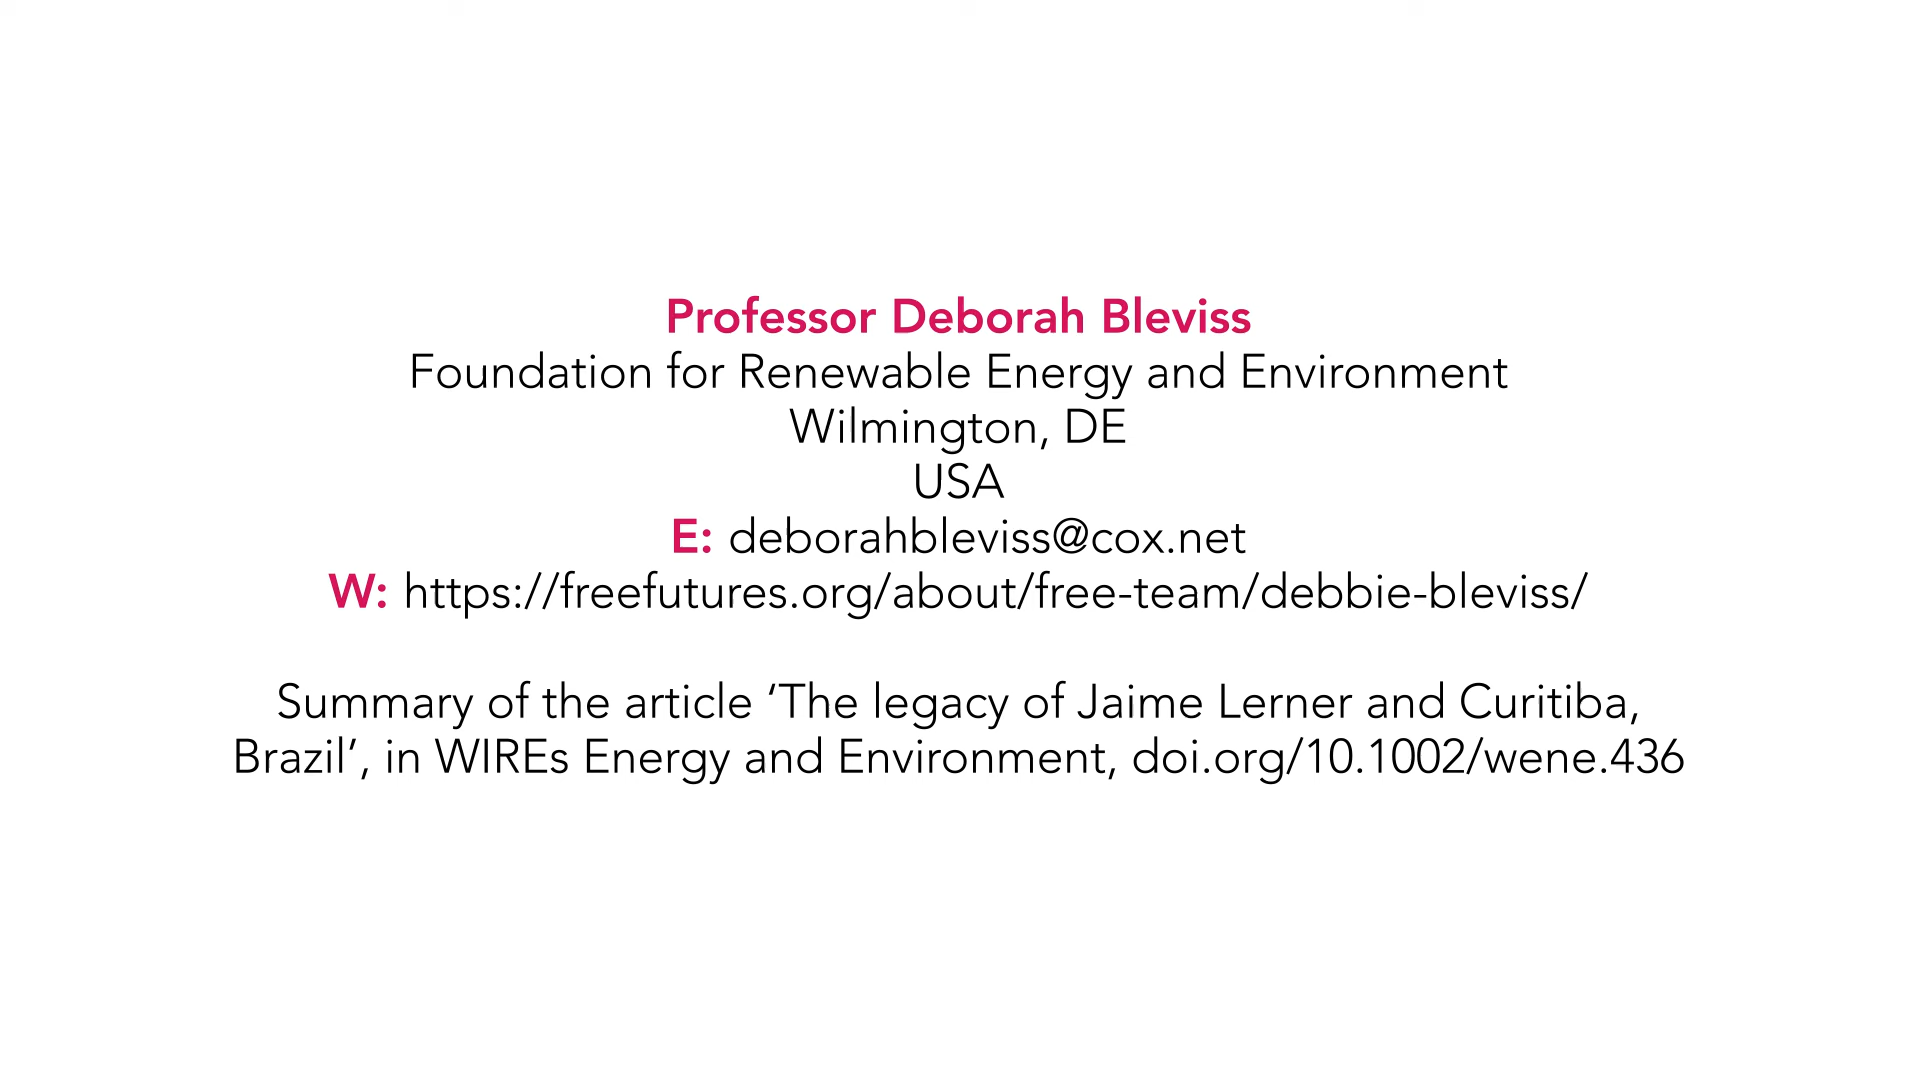 Professor Deborah Bleviss
Foundation for Renewable Energy and Environment
Wilmington, DE
USA
E: deborahbleviss@cox.net
W: https://freefutures.org/about/free-team/debbie-bleviss/
Summary of the article ‘The legacy of Jaime Lerner and Curitiba,
Brazil’, in WIREs Energy and Environment, doi.org/10.1002/wene.436